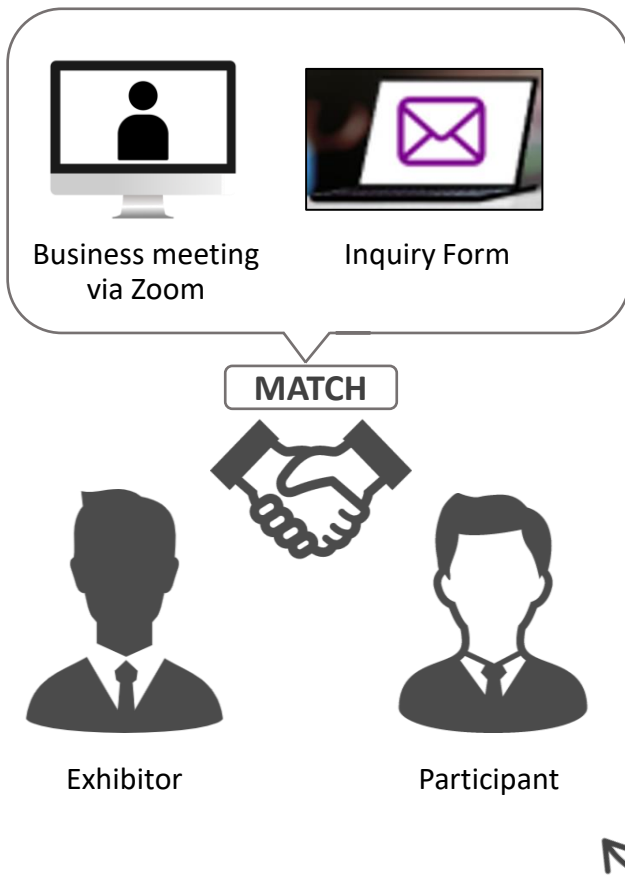 Business meeting
via Zoom
Inquiry Form
MATCH
Exhibitor
Participant